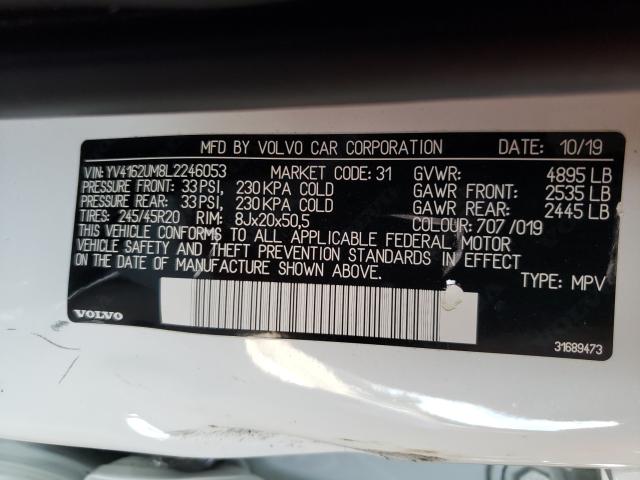 MFD BY VOLVO CAR CORPORATION DATE: 10/19
VIN: YV4162UM8L2246053 MARKET CODE: 31 GVWR: 4895 LB
PRESSURE FRONT: 33 PSI, 230 KPA COLD GAWR FRONT: 2535 LB
PRESSURE REAR: 33 PSI, 230 KPA COLD GAWR REAR: 2445 LB
TIRES: 245/45R20 RIM: 8Jx20x50,5 COLOUR: 707 /019
THIS VEHICLE CONFORMS TO ALL APPLICABLE FEDERAL MOTOR
VEHICLE SAFETY AND THEFT PREVENTION STANDARDS IN EFFECT
ON THE DATE OF MANUFACTURE SHOWN ABOVE.
TYPE: MPV
VOLVO
31689473